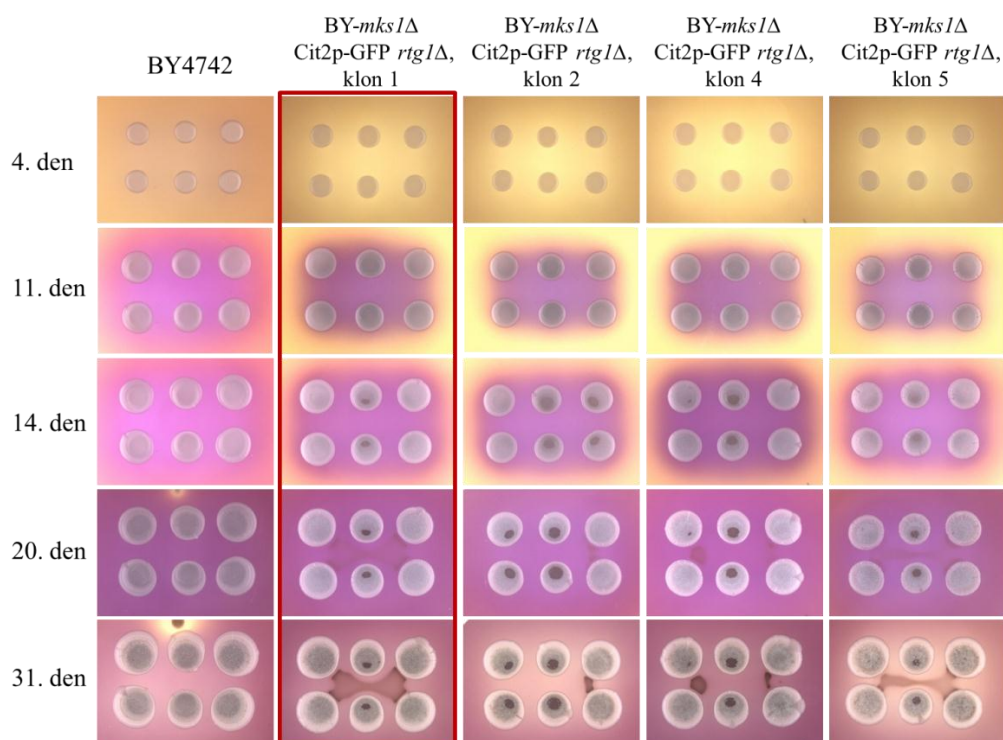 BY4742
BY-mks1Δ
Cit2p-GFP rtg1Δ,
klon 1
BY-mks1Δ
Cit2p-GFP rtg1Δ,
klon 2
BY-mks1Δ
Cit2p-GFP rtg1Δ,
klon 4
BY-mks1Δ
Cit2p-GFP rtg1Δ,
klon 5
4. den
11. den
14. den
20. den
31. den